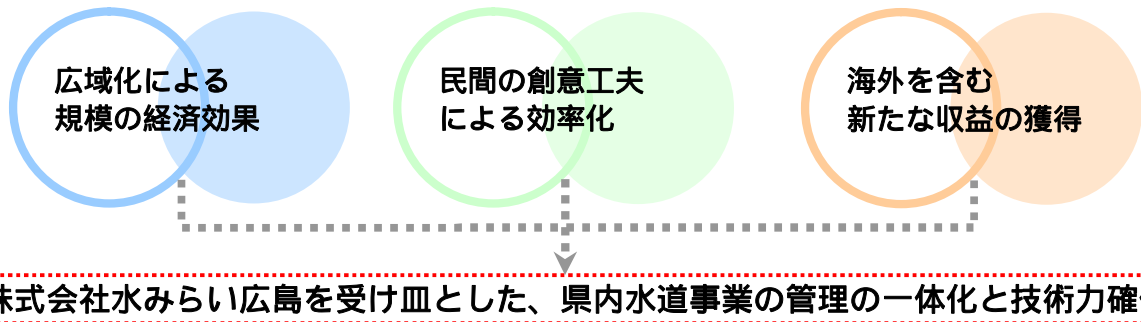 広域化による
規模の経済効果
民間の創意工夫
による効率化
海外を含む
新たな収益の獲得
株式会社水みらい広島を受け皿とした、県内水道事業の管理の一体化と技術力確